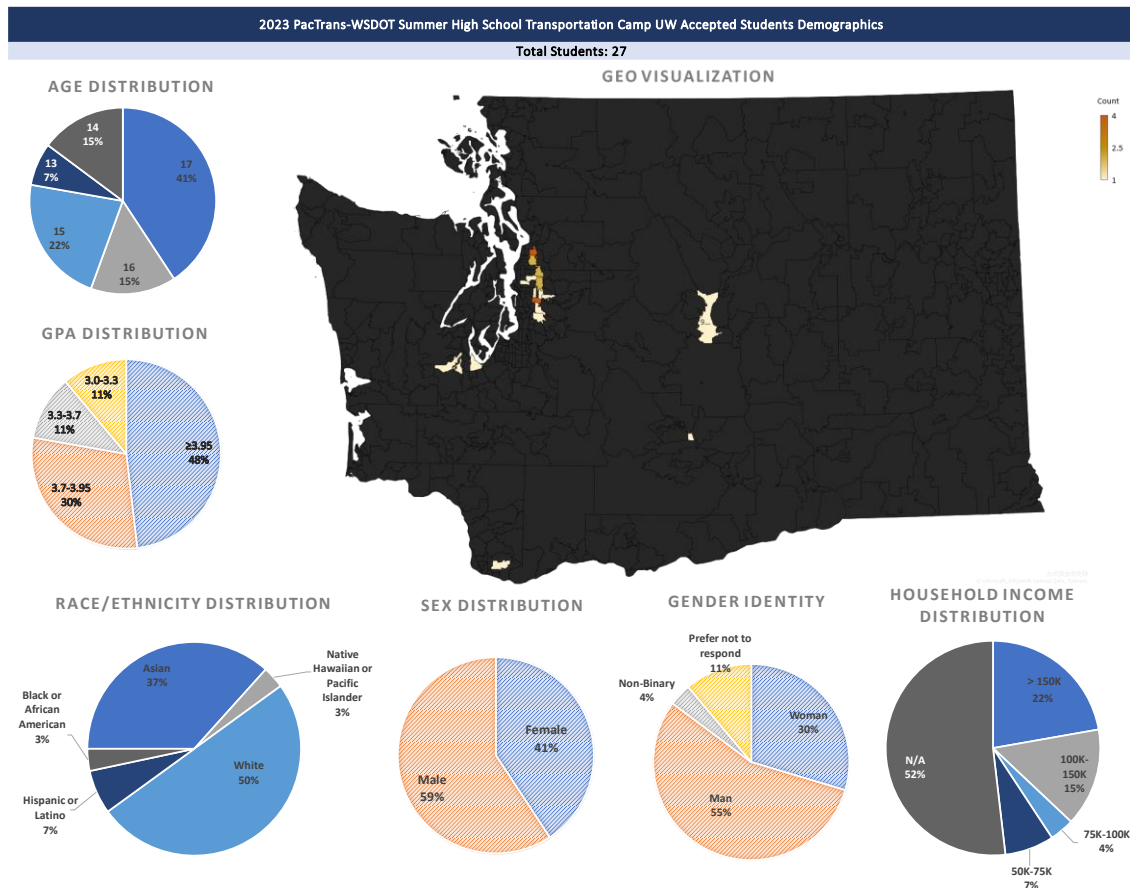 2023 PacTrans-WSDOT Summer High School Transportation Camp UW Accepted Students Demographics
Total Students: 27
AGE DISTRIBUTION
14
15%
13
7%
17
41%
15
22%
16
15%
GEO VISUALIZATION
Count
4
2.5
1
GPA DISTRIBUTION
3.0-3.3
11%
3.3-3.7
11%
≥3.95
48%
3.7-3.95
30%
RACE/ETHNICITY DISTRIBUTION
Asian
37%
Native
Hawaiian or
Pacific
Islander
3%
Black or
African
American
3%
White
50%
Hispanic or
Latino
7%
SEX DISTRIBUTION
Female
41%
Male
59%
GENDER IDENTITY
Prefer not to
respond
11%
Non-Binary
4%
Woman
30%
Man
55%
HOUSEHOLD INCOME
DISTRIBUTION
> 150K
22%
100K-
150K
15%
N/A
52%
75K-100K
4%
50K-75K
7%